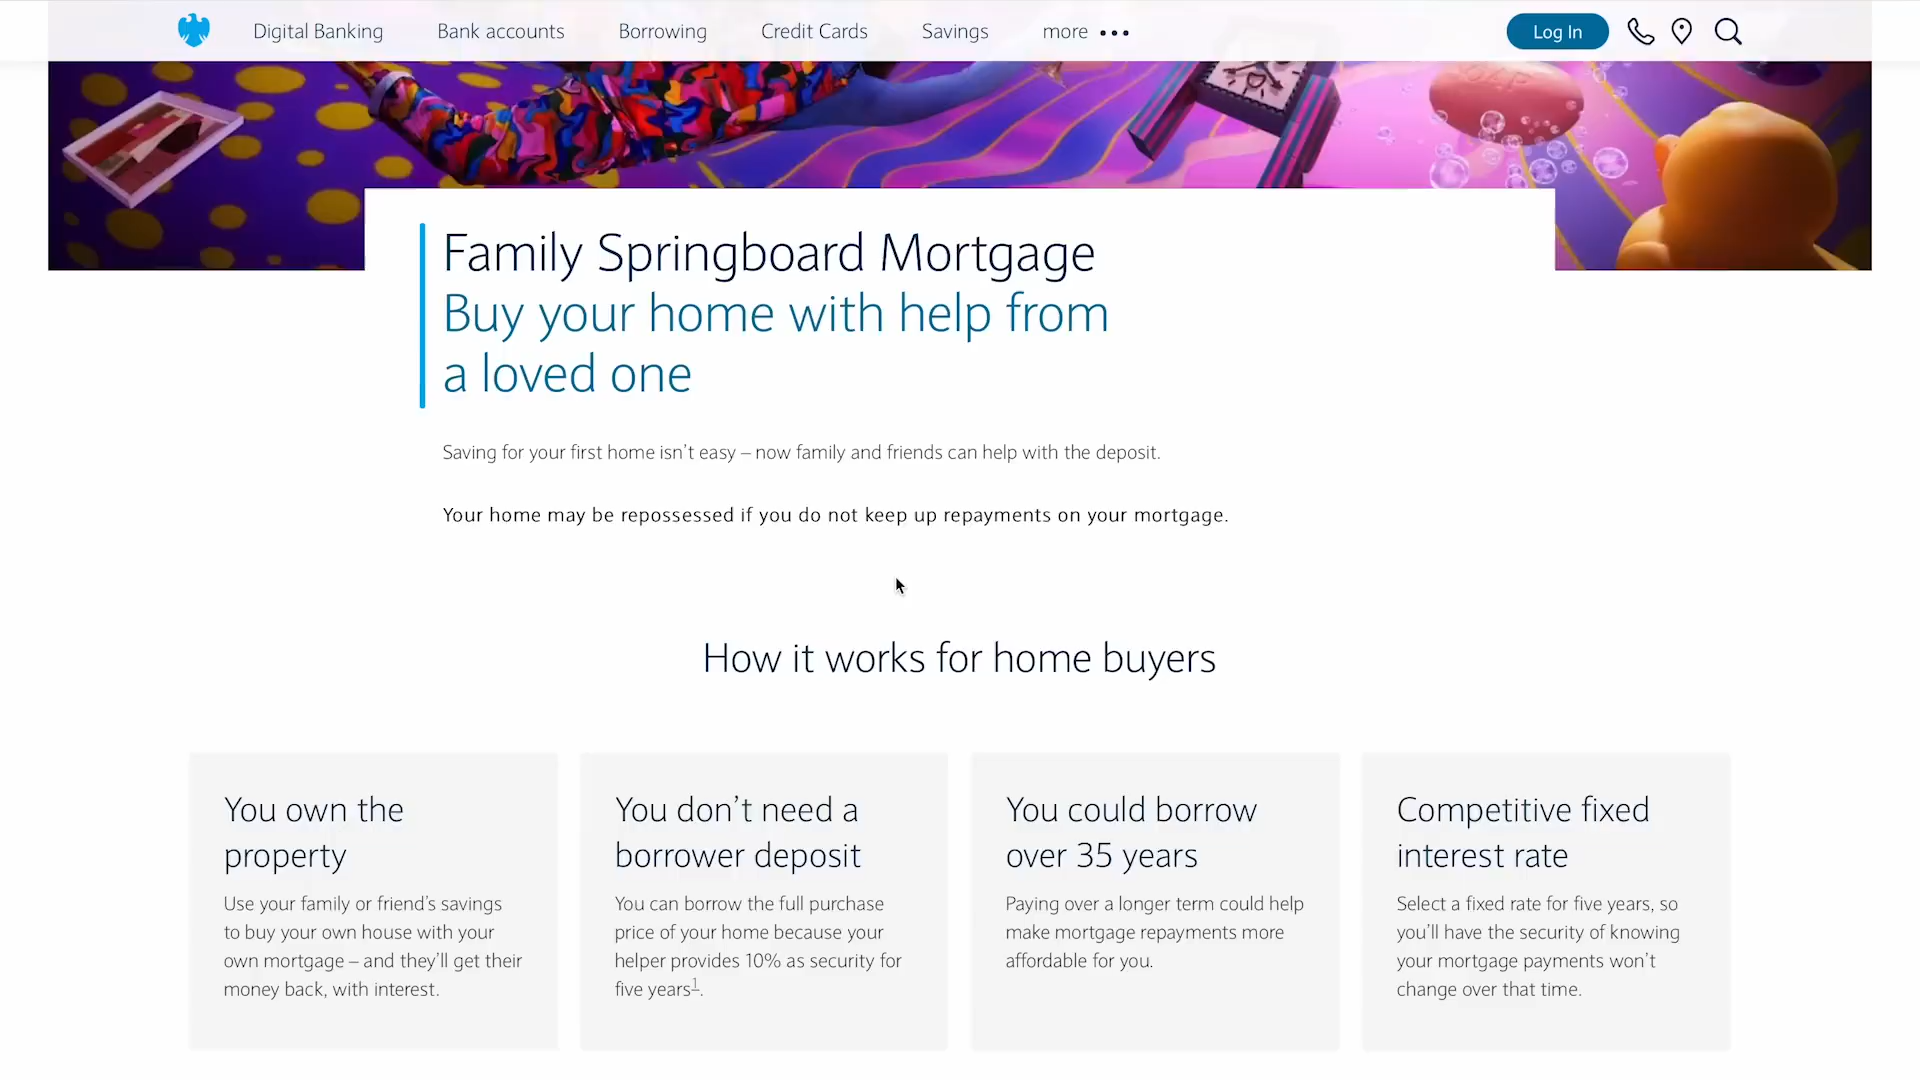 Digital Banking
Bank accounts
Borrowing
Credit Cards
Savings
more
Log In
Family Springboard Mortgage
Buy your home with help from
a loved one
Saving for your first home isn’t easy – now family and friends can help with the deposit.
Your home may be repossessed if you do not keep up repayments on your mortgage.
How it works for home buyers
You own the
property
Use your family or friend’s savings
to buy your own house with your
own mortgage – and they’ll get their
money back, with interest.
You don’t need a
borrower deposit
You can borrow the full purchase
price of your home because your
helper provides 10% as security for
five years1.
You could borrow
over 35 years
Paying over a longer term could help
make mortgage repayments more
affordable for you.
Competitive fixed
interest rate
Select a fixed rate for five years, so
you’ll have the security of knowing
your mortgage payments won’t
change over that time.